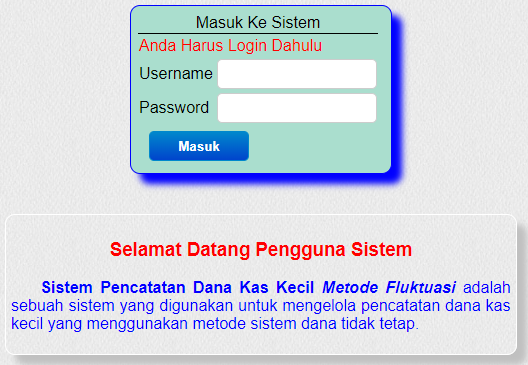 Masuk Ke Sistem
Anda Harus Login Dahulu
Username
Password
Masuk
Selamat Datang Pengguna Sistem
Sistem Pencatatan Dana Kas Kecil Metode Fluktuasi adalah
sebuah sistem yang digunakan untuk mengelola pencatatan dana kas
kecil yang menggunakan metode sistem dana tidak tetap.